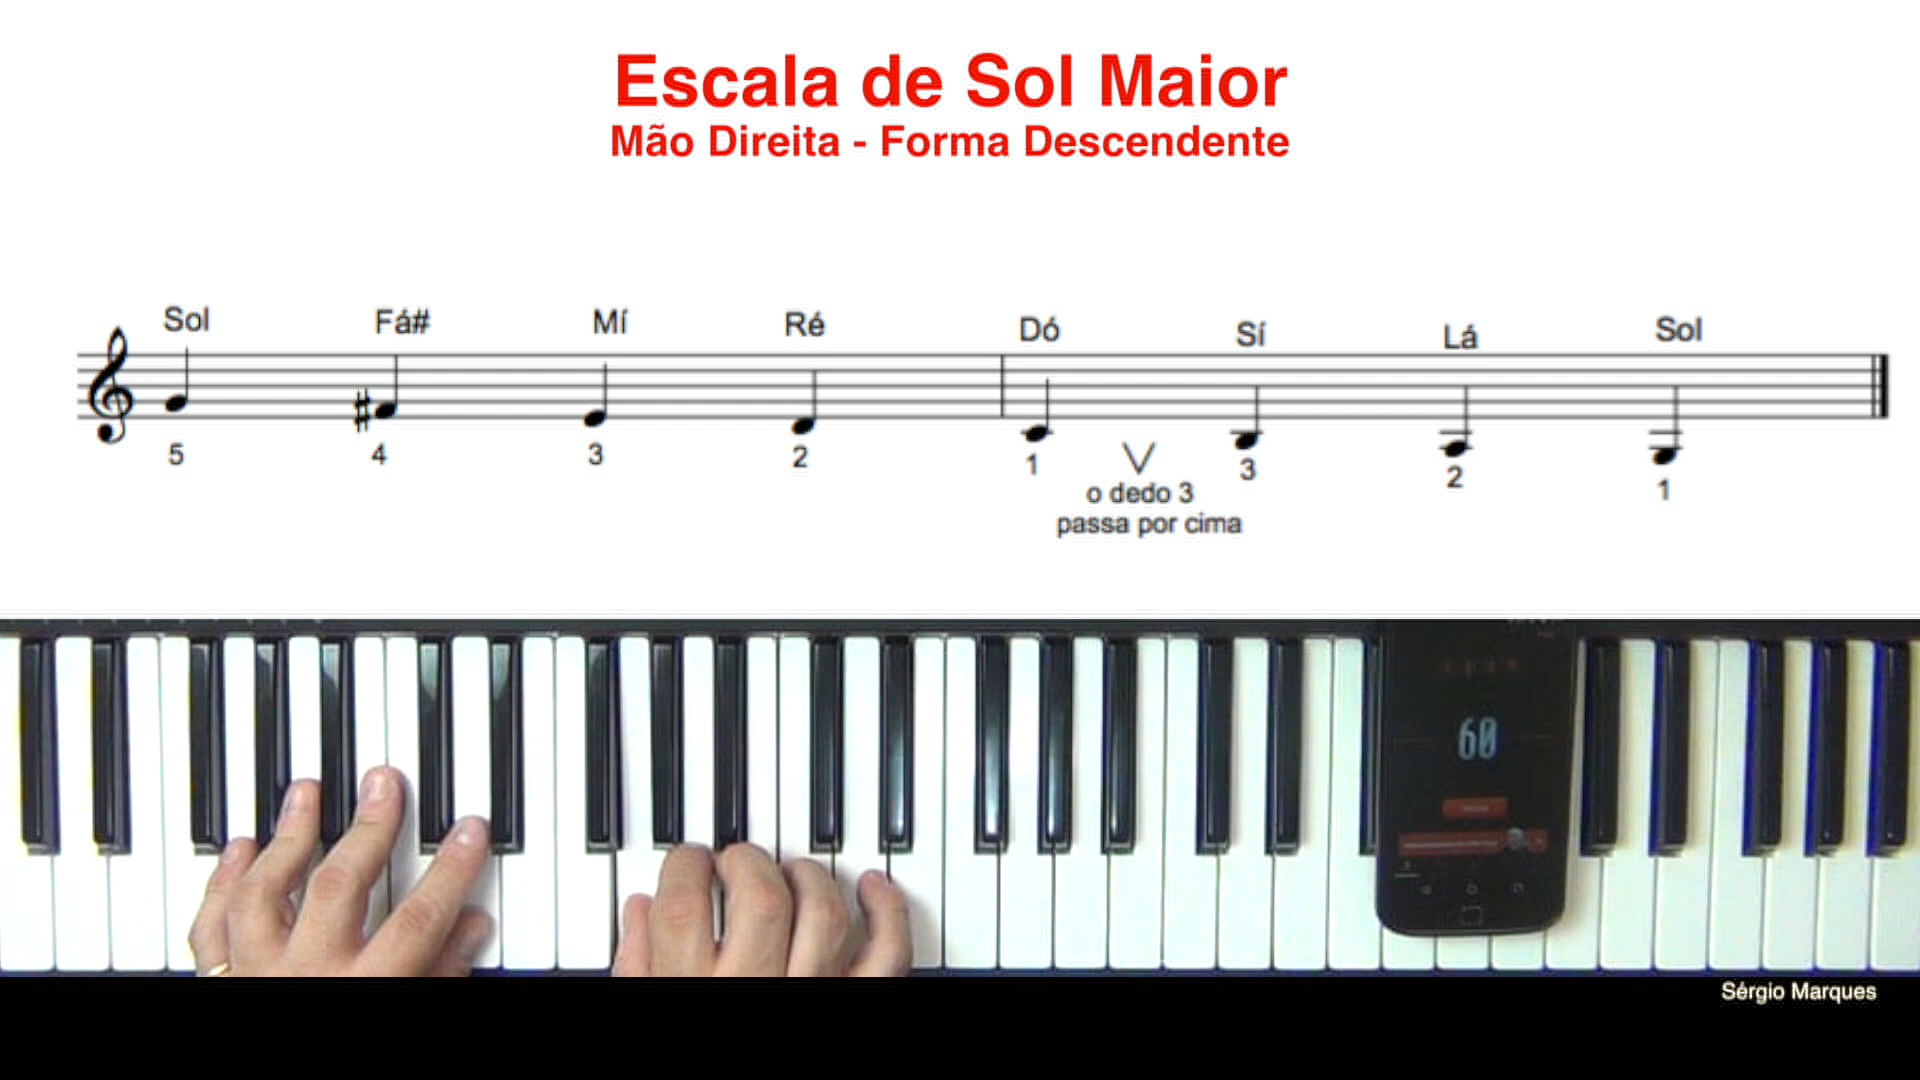 Escala de Sol Maior
Mão Direita - Forma Descendente
Sol Fá# Mí Ré Dó Sí Lá Sol
5 4 3 2 1 3 2 1
o dedo 3
passa por cima
60
Sérgio Marques